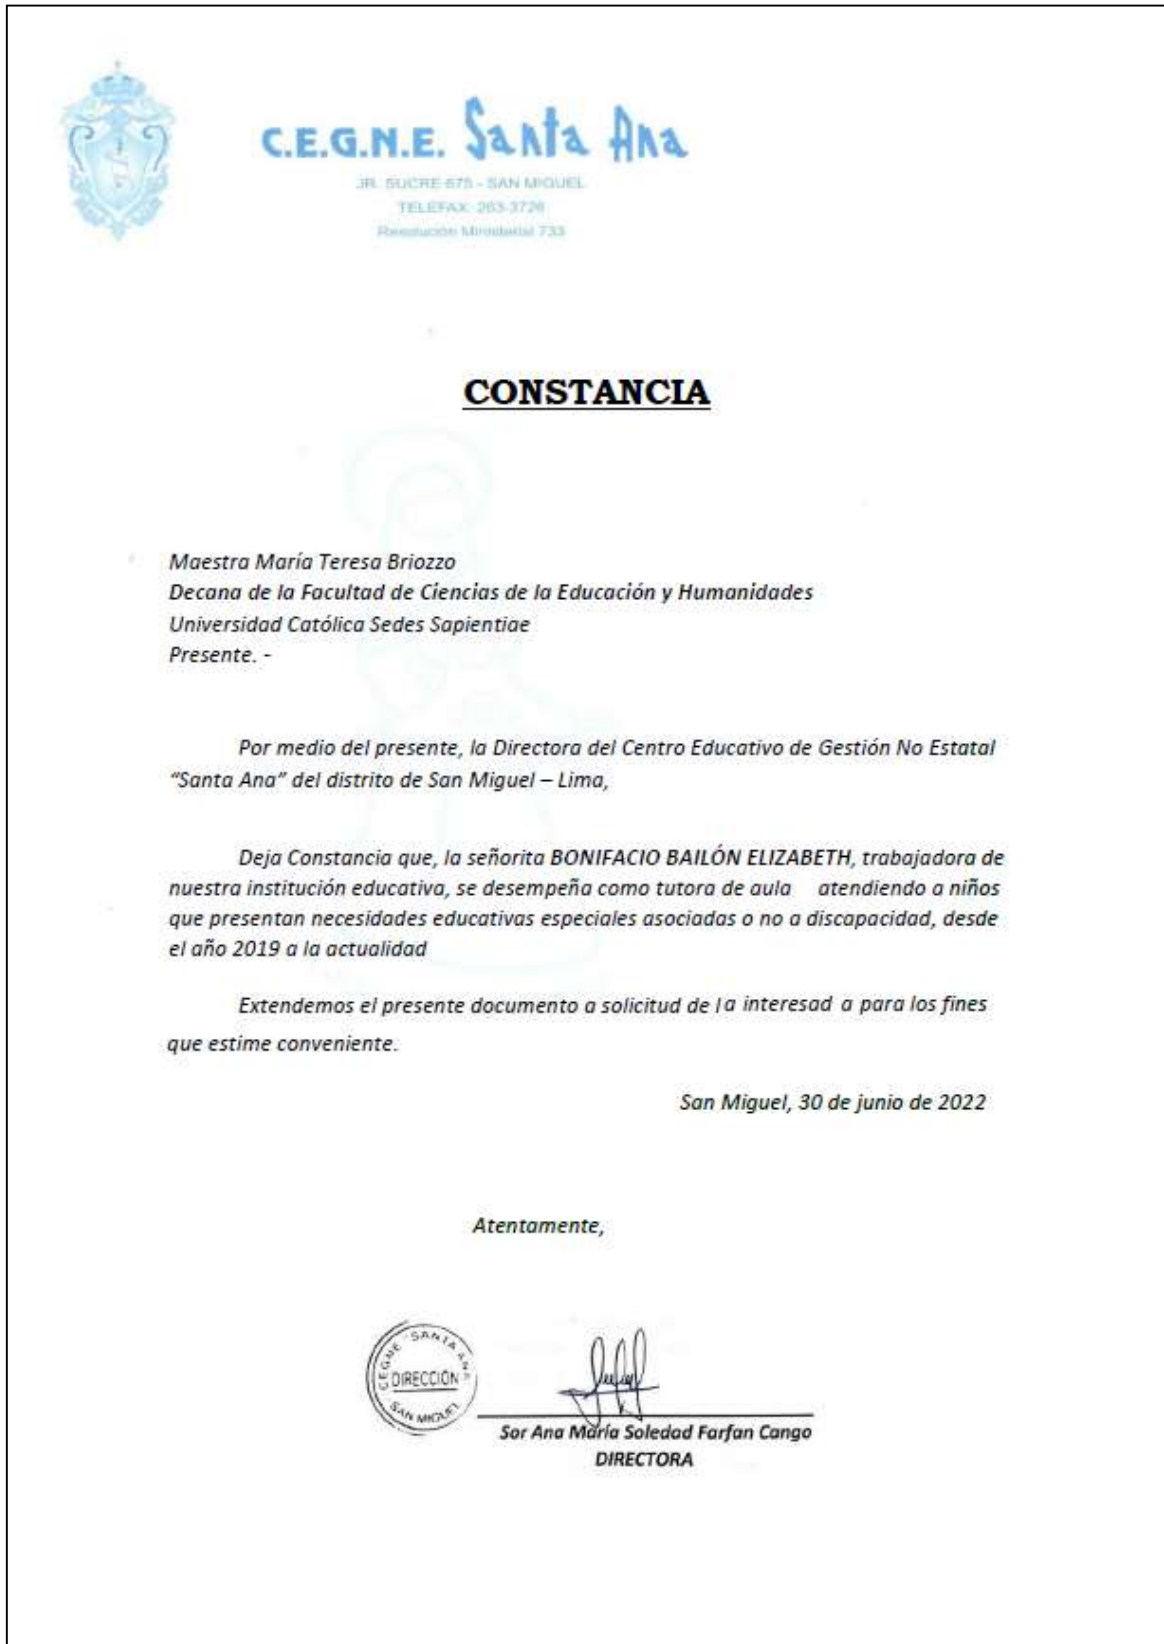 C.E.G.N.E. Santa Ana
JR. SUCRE 675 - SAN MIGUEL
TELEFAX: 263-3726
Resolución Ministerial 733
CONSTANCIA
Maestra María Teresa Briozzo
Decana de la Facultad de Ciencias de la Educación y Humanidades
Universidad Católica Sedes Sapientiae
Presente. -
Por medio del presente, la Directora del Centro Educativo de Gestión No Estatal
“Santa Ana” del distrito de San Miguel – Lima,
Deja Constancia que, la señorita BONIFACIO BAILÓN ELIZABETH, trabajadora de
nuestra institución educativa, se desempeña como tutora de aula atendiendo a niños
que presentan necesidades educativas especiales asociadas o no a discapacidad, desde
el año 2019 a la actualidad
Extendemos el presente documento a solicitud de la interesad a para los fines
que estime conveniente.
San Miguel, 30 de junio de 2022
Atentamente,
CEGNE "SANTA ANA"
DIRECCIÓN
SAN MIGUEL
Sor Ana María Soledad Farfan Cango
DIRECTORA